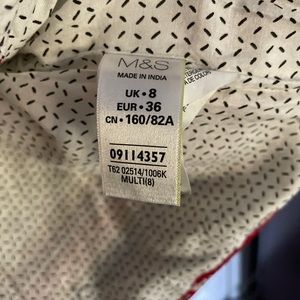 M&S
MADE IN INDIA
UK • 8
EUR • 36
CN • 160/82A
09114357
T62 02514/1006K
MULTI(8)